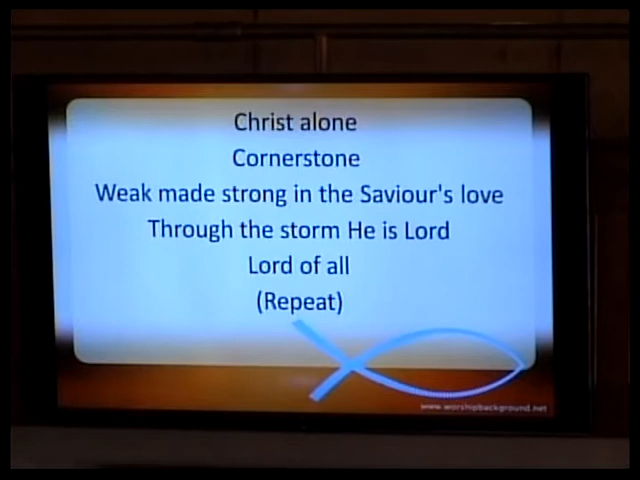 Christ alone
Cornerstone
Weak made strong in the Saviour's love
Through the storm He is Lord
Lord of all
(Repeat)
www.worshipbackground.net